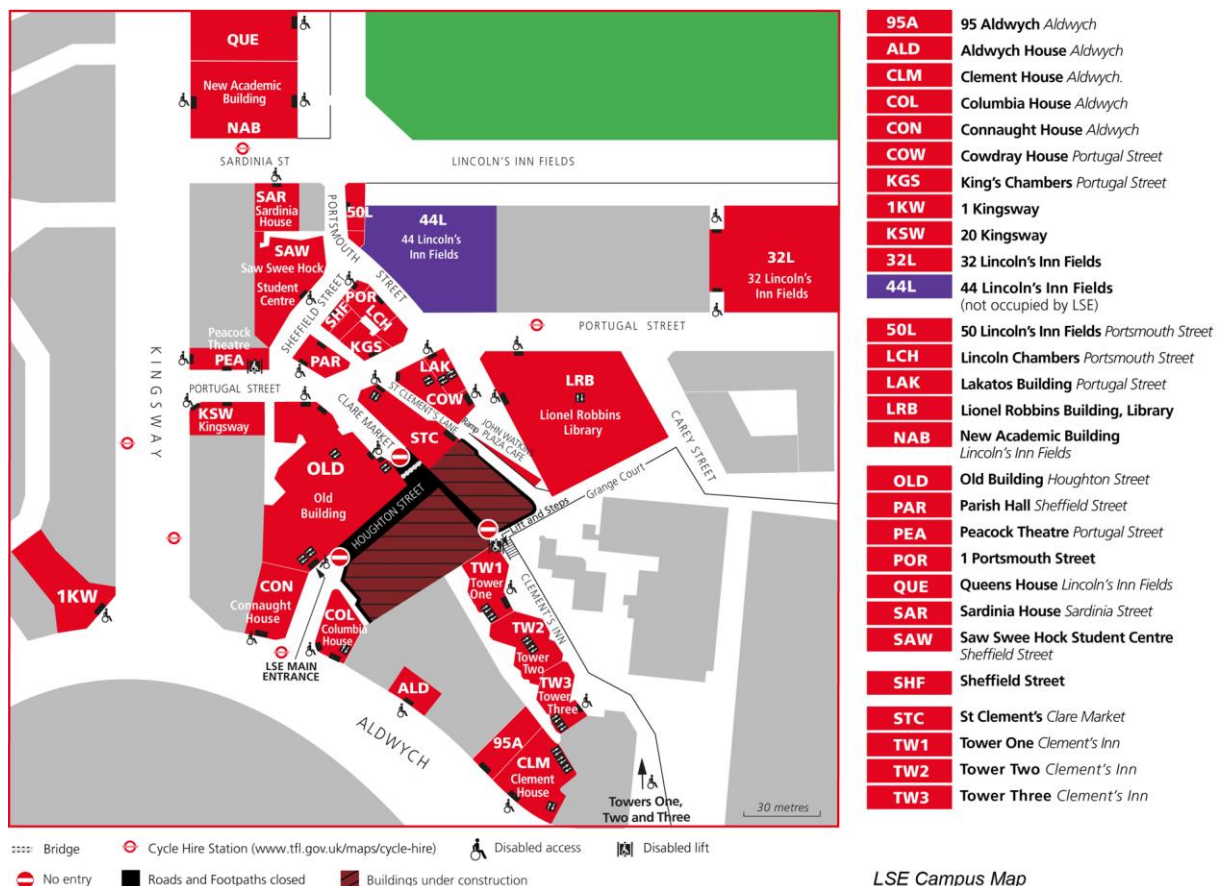 QUE
New Academic
Building
NAB
SARDINIA ST
LINCOLN'S INN FIELDS
SAR
Sardinia
House
PORTSMOUTH
STREET
50L
44L
44 Lincoln's
Inn Fields
32L
32 Lincoln's
Inn Fields
SAW
Saw Swee Hock
Student
Centre
SHEFFIELD STREET
POR
SHF
LCH
KGS
PAR
PORTUGAL STREET
Peacock
Theatre
PEA
KINGSWAY
PORTUGAL STREET
KSW
Kingsway
CLARE MARKET
ST CLEMENT'S LANE
LAK
COW
LRB
Lionel Robbins
Library
CAREY STREET
STC
Ramp
JOHN WATKINS
PLAZA CAFE
Grange Court
OLD
Old
Building
HOUGHTON STREET
Lift and Steps
TW1
Tower
One
CLEMENT'S INN
1KW
CON
Connaught
House
COL
Columbia
House
TW2
Tower
Two
LSE MAIN
ENTRANCE
TW3
Tower
Three
ALD
ALDWYCH
95A
CLM
Clement
House
Towers One,
Two and Three
30 metres
95A 95 Aldwych Aldwych
ALD Aldwych House Aldwych
CLM Clement House Aldwych.
COL Columbia House Aldwych
CON Connaught House Aldwych
COW Cowdray House Portugal Street
KGS King's Chambers Portugal Street
1KW 1 Kingsway
KSW 20 Kingsway
32L 32 Lincoln's Inn Fields
44L 44 Lincoln's Inn Fields
(not occupied by LSE)
50L 50 Lincoln's Inn Fields Portsmouth Street
LCH Lincoln Chambers Portsmouth Street
LAK Lakatos Building Portugal Street
LRB Lionel Robbins Building, Library
NAB New Academic Building
Lincoln's Inn Fields
OLD Old Building Houghton Street
PAR Parish Hall Sheffield Street
PEA Peacock Theatre Portugal Street
POR 1 Portsmouth Street
QUE Queens House Lincoln's Inn Fields
SAR Sardinia House Sardinia Street
SAW Saw Swee Hock Student Centre
Sheffield Street
SHF Sheffield Street
STC St Clement's Clare Market
TW1 Tower One Clement's Inn
TW2 Tower Two Clement's Inn
TW3 Tower Three Clement's Inn
Bridge
Cycle Hire Station (www.tfl.gov.uk/maps/cycle-hire)
Disabled access
Disabled lift
No entry
Roads and Footpaths closed
Buildings under construction
LSE Campus Map